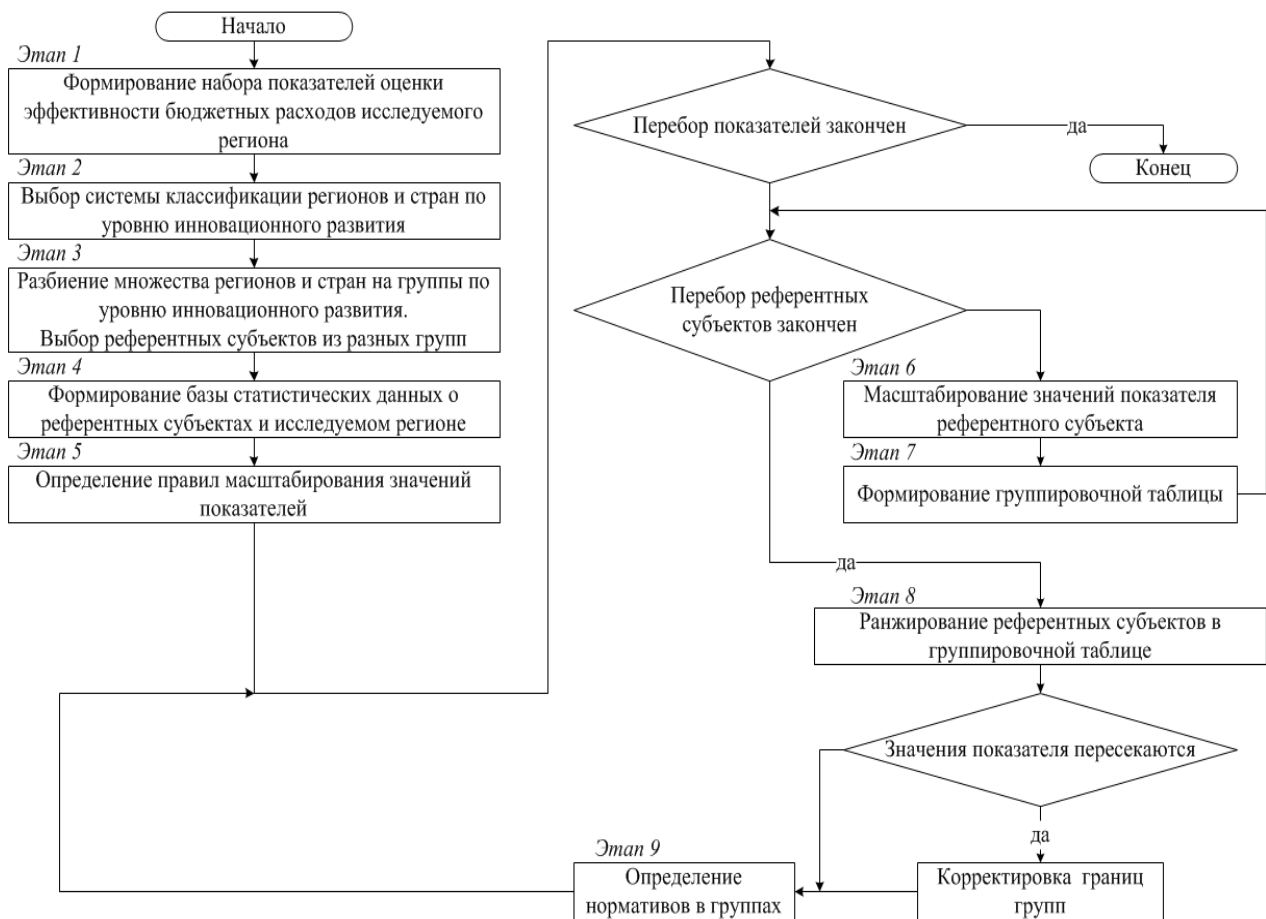 Начало
Этап 1
Формирование набора показателей оценки
эффективности бюджетных расходов исследуемого
региона
Этап 2
Выбор системы классификации регионов и стран по
уровню инновационного развития
Этап 3
Разбиение множества регионов и стран на группы по
уровню инновационного развития.
Выбор референтных субъектов из разных групп
Этап 4
Формирование базы статистических данных о
референтных субъектах и исследуемом регионе
Этап 5
Определение правил масштабирования значений
показателей
Перебор показателей закончен
да
Конец
Перебор референтных
субъектов закончен
Этап 6
Масштабирование значений показателя
референтного субъекта
Этап 7
Формирование группировочной таблицы
да
Этап 8
Ранжирование референтных субъектов в
группировочной таблице
Значения показателя пересекаются
да
Корректировка границ
групп
Этап 9
Определение
нормативов в группах